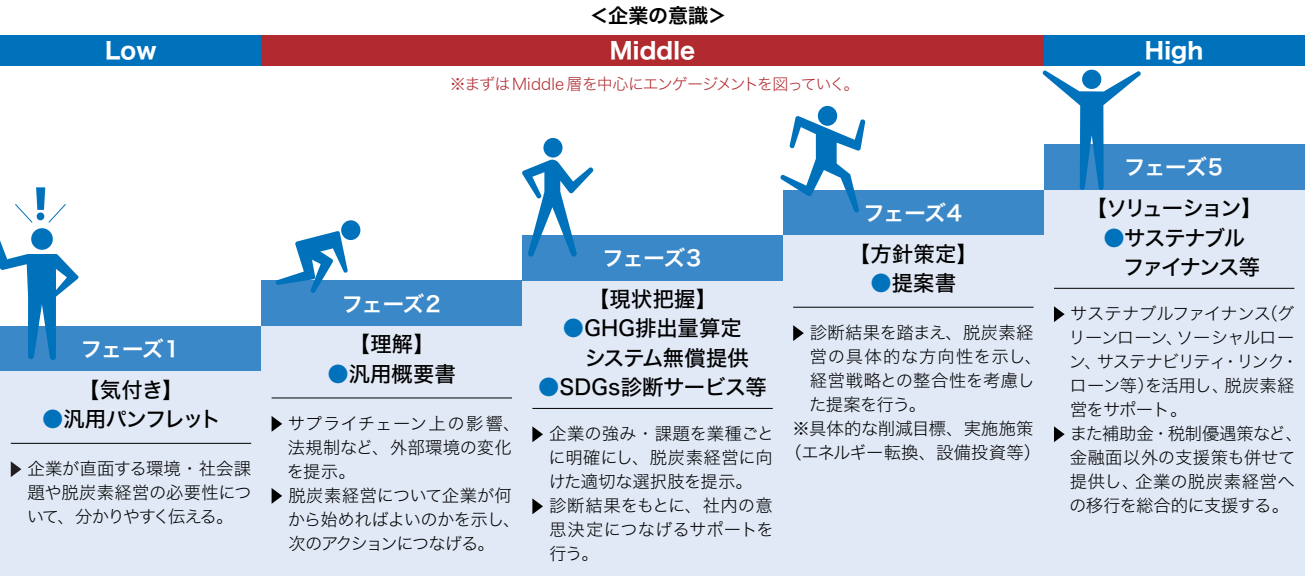 <企業の意識>
Low
Middle
High
※まずはMiddle層を中心にエンゲージメントを図っていく。
フェーズ1
【気付き】
●汎用パンフレット
▶企業が直面する環境・社会課
題や脱炭素経営の必要性につ
いて、分かりやすく伝える。
フェーズ2
【理解】
●汎用概要書
▶サプライチェーン上の影響、
法規制など、外部環境の変化
を提示。
▶脱炭素経営について企業が何
から始めればよいのかを示し、
次のアクションにつなげる。
フェーズ3
【現状把握】
●GHG排出量算定
システム無償提供
●SDGs診断サービス等
▶企業の強み・課題を業種ごと
に明確にし、脱炭素経営に向
けた適切な選択肢を提示。
▶診断結果をもとに、社内の意
思決定につなげるサポートを
行う。
フェーズ4
【方針策定】
●提案書
▶診断結果を踏まえ、脱炭素経
営の具体的な方向性を示し、
経営戦略との整合性を考慮し
た提案を行う。
※具体的な削減目標、実施施策
（エネルギー転換、設備投資等）
フェーズ5
【ソリューション】
●サステナブル
ファイナンス等
▶サステナブルファイナンス(グ
リーンローン、ソーシャルロー
ン、サステナビリティ・リンク・
ローン等)を活用し、脱炭素経
営をサポート。
▶また補助金・税制優遇策など、
金融面以外の支援策も併せて
提供し、企業の脱炭素経営へ
の移行を総合的に支援する。